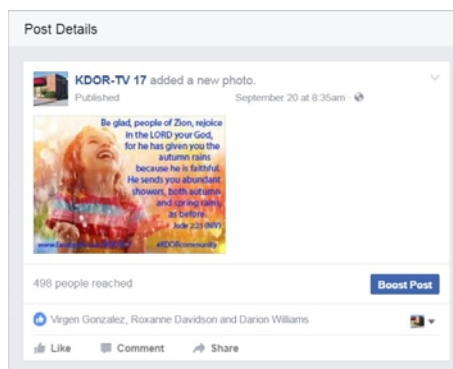 Post Details
KDOR-TV 17 added a new photo.
Published September 20 at 8:35am ·
Be glad, people of Zion, rejoice
in the LORD your God,
for he has given you the
autumn rains
because he is faithful.
He sends you abundant
showers, both autumn
and spring rains,
as before.
2:23 (NIV)
#KDORcommunity
498 people reached
Boost Post
Virgen Gonzalez, Roxanne Davidson and Darion Williams
Like Comment Share